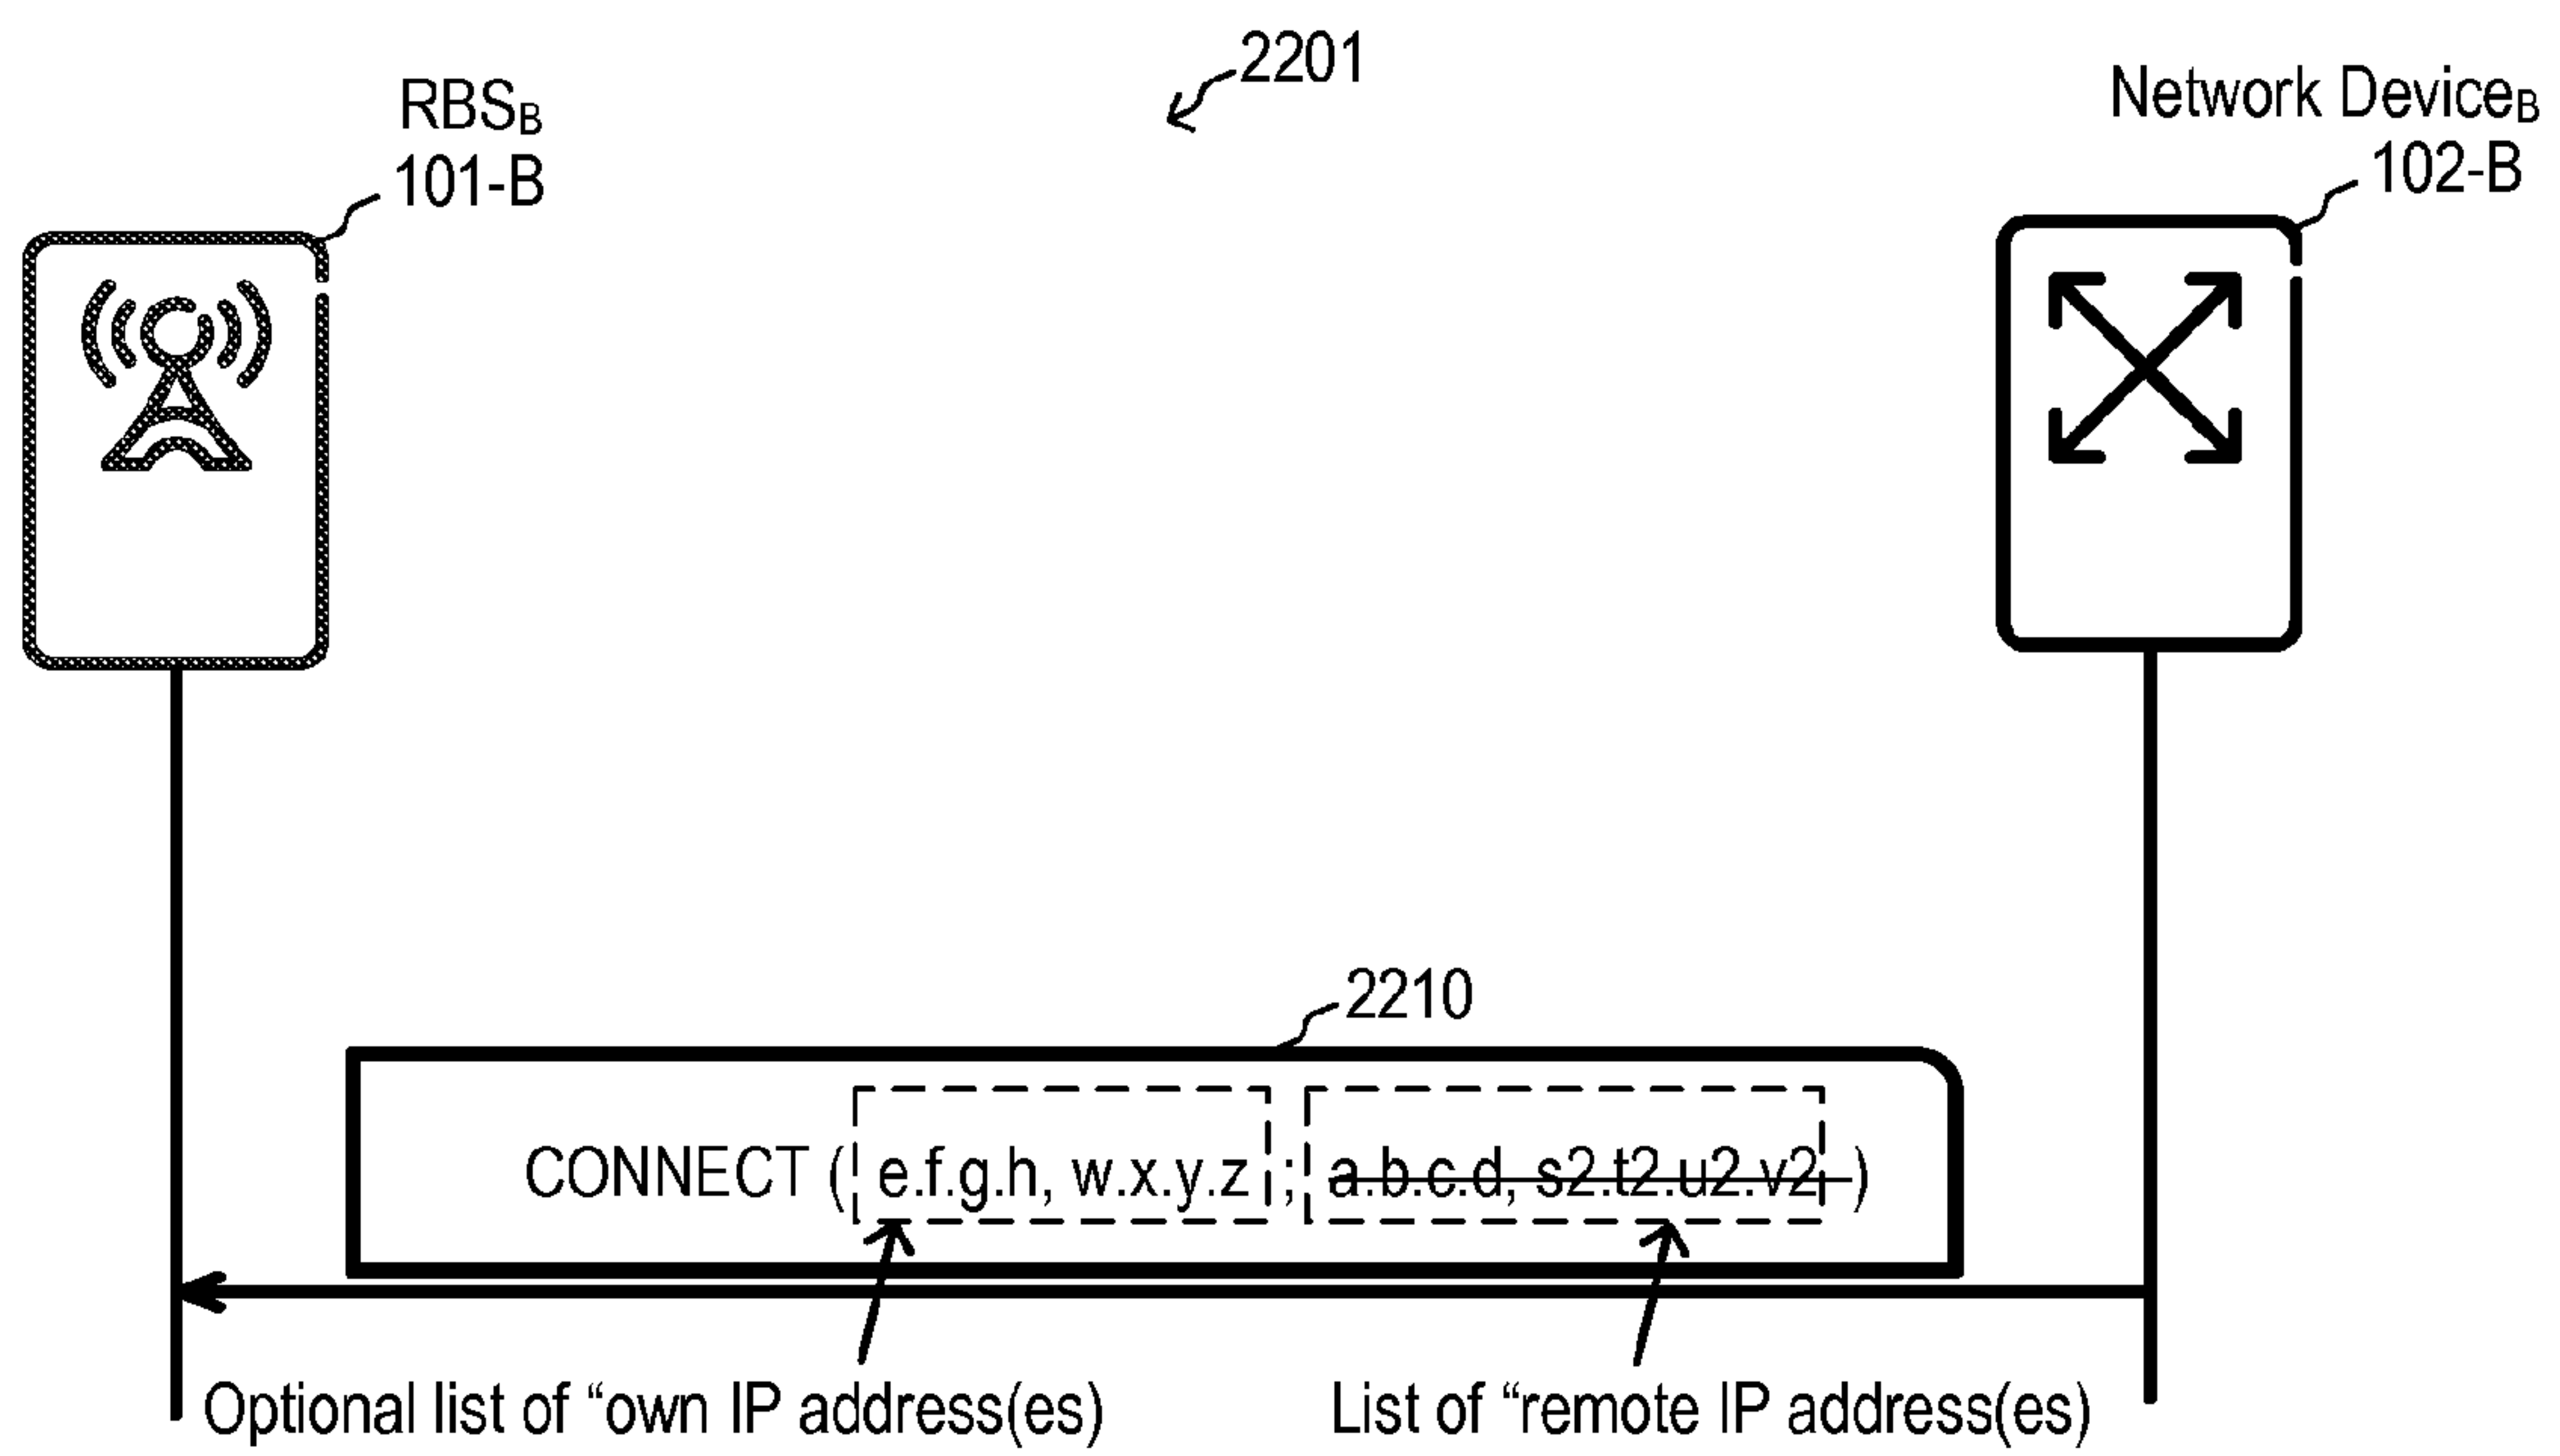 2201
RBSB
101-B
Network DeviceB
102-B
2210
CONNECT ( e.f.g.h, w.x.y.z ; a.b.c.d, s2.t2.u2.v2 )
Optional list of “own IP address(es)
List of “remote IP address(es)